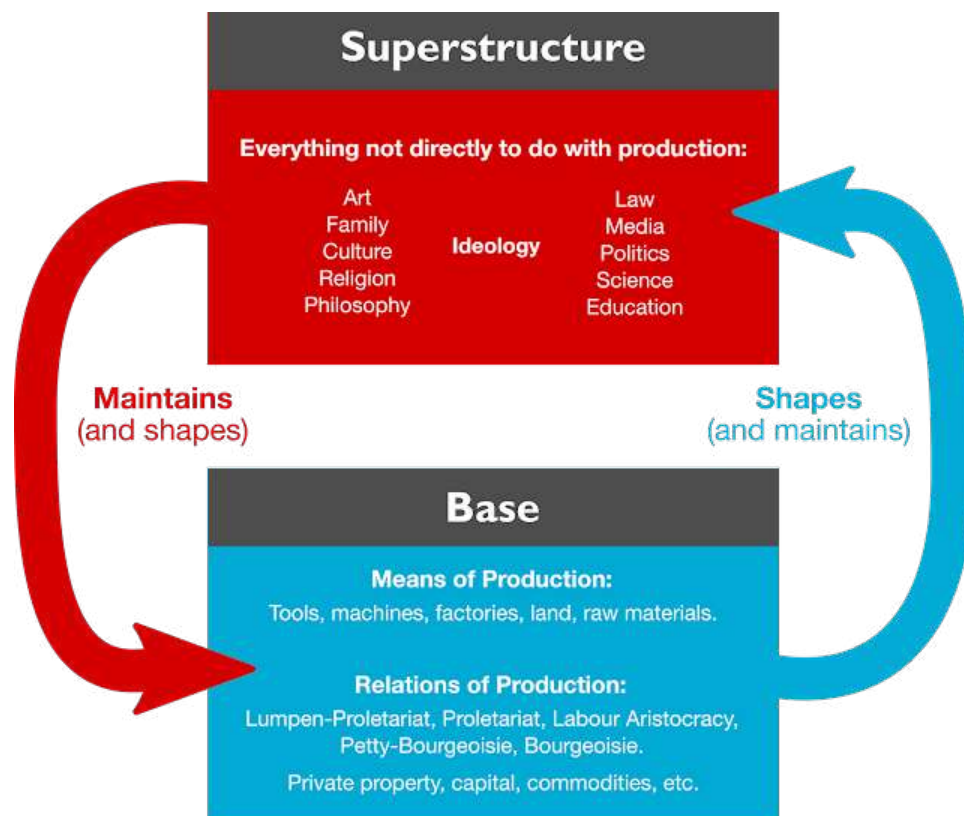 Superstructure
Everything not directly to do with production:
Art
Family
Culture
Religion
Philosophy
Ideology
Law
Media
Politics
Science
Education
Maintains
(and shapes)
Shapes
(and maintains)
Base
Means of Production:
Tools, machines, factories, land, raw materials.
Relations of Production:
Lumpen-Proletariat, Proletariat, Labour Aristocracy,
Petty-Bourgeoisie, Bourgeoisie.
Private property, capital, commodities, etc.